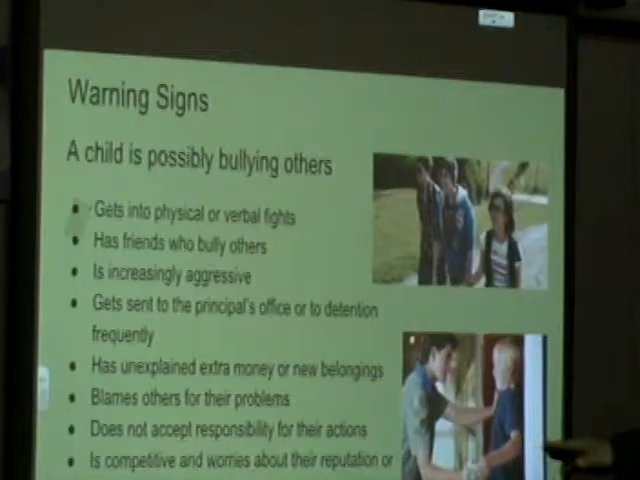 Warning Signs
A child is possibly bullying others
• Gets into physical or verbal fights
• Has friends who bully others
• Is increasingly aggressive
• Gets sent to the principal's office or to detention
frequently
• Has unexplained extra money or new belongings
• Blames others for their problems
• Does not accept responsibility for their actions
• Is competitive and worries about their reputation or